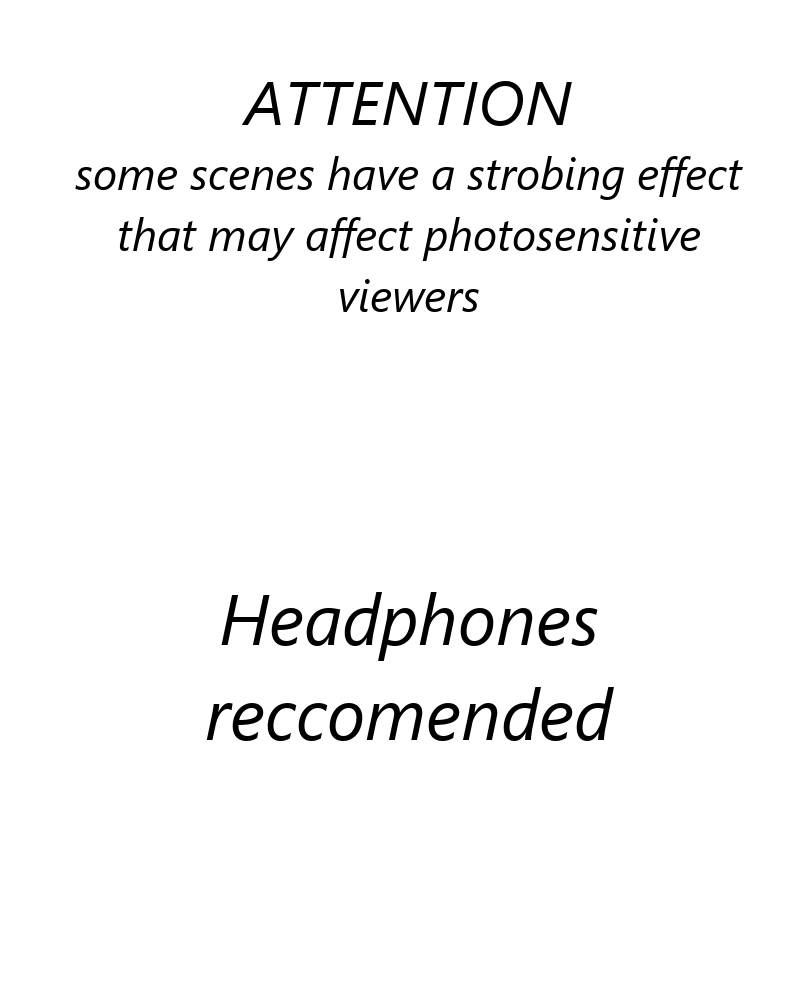 ATTENTION
some scenes have a strobing effect
that may affect photosensitive
viewers
Headphones
reccomended